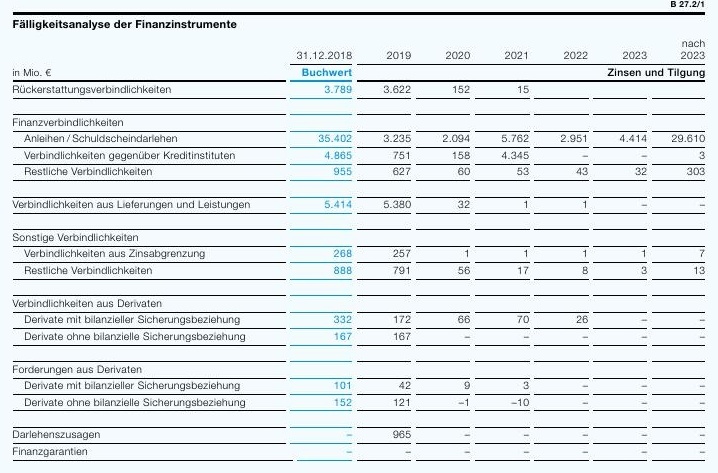 B 27.2/1
Fälligkeitsanalyse der Finanzinstrumente
nach
31.12.2018 2019 2020 2021 2022 2023 2023
in Mio. € Buchwert Zinsen und Tilgung
Rückerstattungsverbindlichkeiten 3.789 3.622 152 15
Finanzverbindlichkeiten
Anleihen / Schuldscheindarlehen 35.402 3.235 2.094 5.762 2.951 4.414 29.610
Verbindlichkeiten gegenüber Kreditinstituten 4.865 751 158 4.345 – – 3
Restliche Verbindlichkeiten 955 627 60 53 43 32 303
Verbindlichkeiten aus Lieferungen und Leistungen 5.414 5.380 32 1 1 – –
Sonstige Verbindlichkeiten
Verbindlichkeiten aus Zinsabgrenzung 268 257 1 1 1 1 7
Restliche Verbindlichkeiten 888 791 56 17 8 3 13
Verbindlichkeiten aus Derivaten
Derivate mit bilanzieller Sicherungsbeziehung 332 172 66 70 26 – –
Derivate ohne bilanzielle Sicherungsbeziehung 167 167 – – – – –
Forderungen aus Derivaten
Derivate mit bilanzieller Sicherungsbeziehung 101 42 9 3 – – –
Derivate ohne bilanzielle Sicherungsbeziehung 152 121 –1 –10 – – –
Darlehenszusagen – 965 – – – – –
Finanzgarantien – – – – – – –